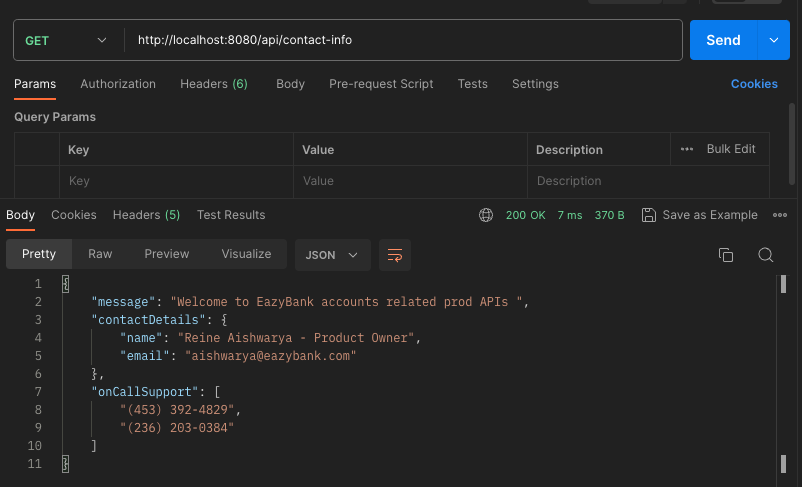 GET http://localhost:8080/api/contact-info Send
Params Authorization Headers (6) Body Pre-request Script Tests Settings Cookies
Query Params
Key Value Description ••• Bulk Edit
Key Value Description
Body Cookies Headers (5) Test Results 200 OK 7 ms 370 B Save as Example •••
Pretty Raw Preview Visualize JSON
1 {
2 "message": "Welcome to EazyBank accounts related prod APIs ",
3 "contactDetails": {
4 "name": "Reine Aishwarya - Product Owner",
5 "email": "aishwarya@eazybank.com"
6 },
7 "onCallSupport": [
8 "(453) 392-4829",
9 "(236) 203-0384"
10 ]
11 }